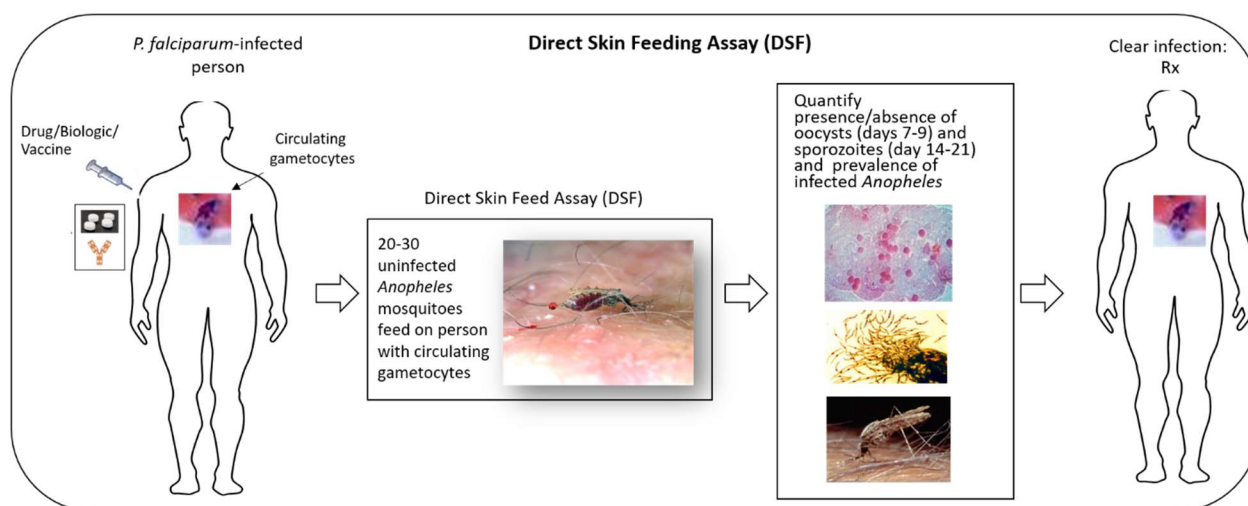 Direct Skin Feeding Assay (DSF)
P. falciparum-infected
person
Drug/Biologic/
Vaccine
Circulating
gametocytes
Direct Skin Feed Assay (DSF)
20-30
uninfected
Anopheles
mosquitoes
feed on person
with circulating
gametocytes
Quantify
presence/absence of
oocysts (days 7-9) and
sporozoites (day 14-21)
and prevalence of
infected Anopheles
Clear infection:
Rx